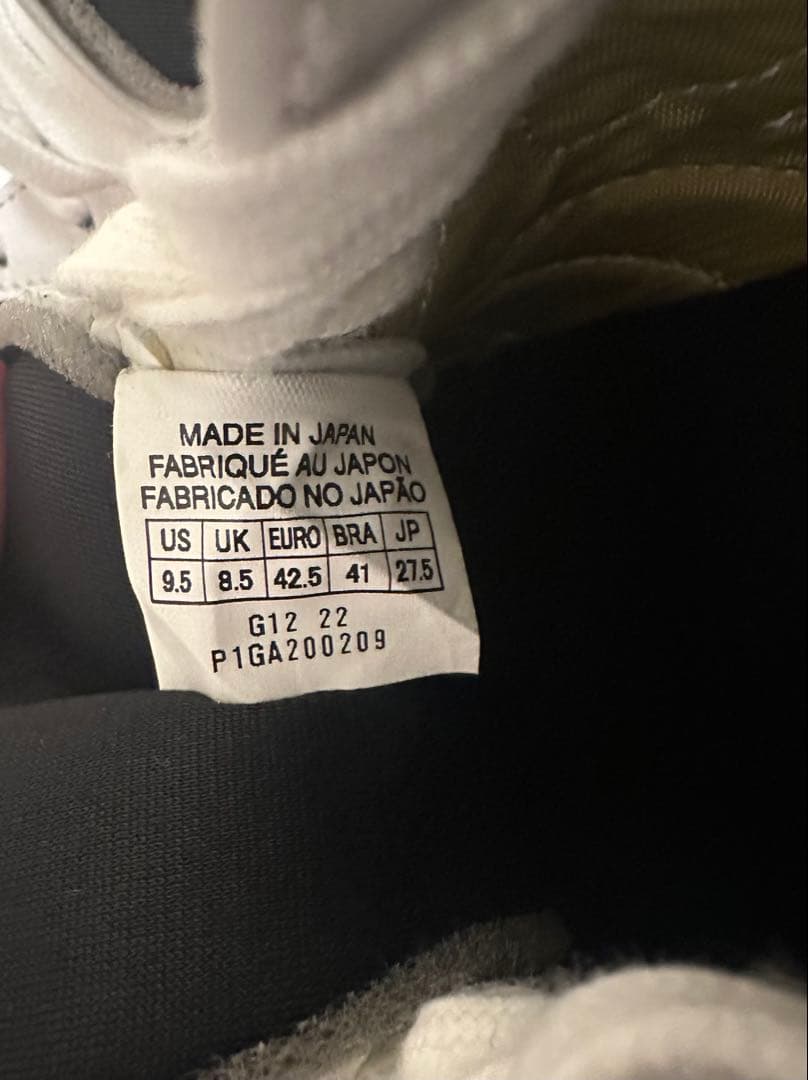 MADE IN JAPAN
FABRIQUÉ AU JAPON
FABRICADO NO JAPÃO
US UK EURO BRA JP
9.5 8.5 42.5 41 27.5
G12 22
P1GA200209